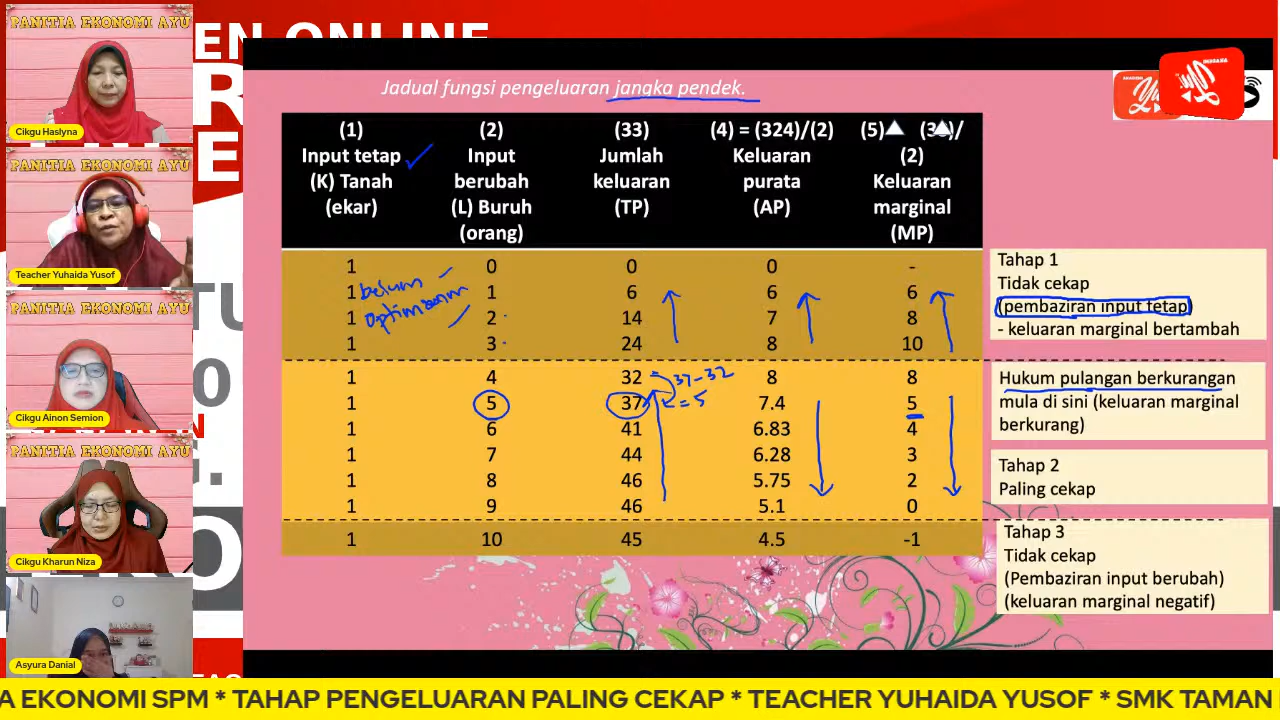 EN ONLINE
PANITIA EKONOMI AYU
Cikgu Haslyna
PANITIA EKONOMI AYU
Teacher Yuhaida Yusof
PANITIA EKONOMI AYU
Cikgu Ainon Semion
PANITIA EKONOMI AYU
Cikgu Kharun Niza
Asyura Danial
Jadual fungsi pengeluaran jangka pendek.
(1) (2) (33) (4) = (324)/(2) (5)▲ (3▲)/
Input tetap Input Jumlah Keluaran (2)
(K) Tanah berubah keluaran purata Keluaran
(ekar) (L) Buruh (TP) (AP) marginal
(orang) (MP)
1 0 0 0 -
1 1 6 6 6
1 2 14 7 8
1 3 24 8 10
belum
optimum
1 4 32 8 8
1 5 37 7.4 5
1 6 41 6.83 4
1 7 44 6.28 3
1 8 46 5.75 2
1 9 46 5.1 0
1 10 45 4.5 -1
37-32
= 5
Tahap 1
Tidak cekap
(pembaziran input tetap)
- keluaran marginal bertambah
Hukum pulangan berkurangan
mula di sini (keluaran marginal
berkurang)
Tahap 2
Paling cekap
Tahap 3
Tidak cekap
(Pembaziran input berubah)
(keluaran marginal negatif)
A EKONOMI SPM * TAHAP PENGELUARAN PALING CEKAP * TEACHER YUHAIDA YUSOF * SMK TAMAN